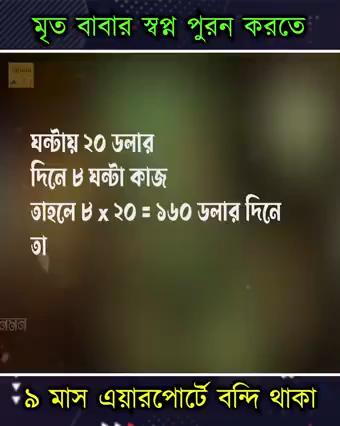 মৃত বাবার স্বপ্ন পুরন করতে
ঘন্টায় ২০ ডলার
দিনে ৮ ঘন্টা কাজ
তাহলে ৮ x ২০ = ১৬০ ডলার দিনে
তা
৯ মাস এয়ারপোর্টে বন্দি থাকা